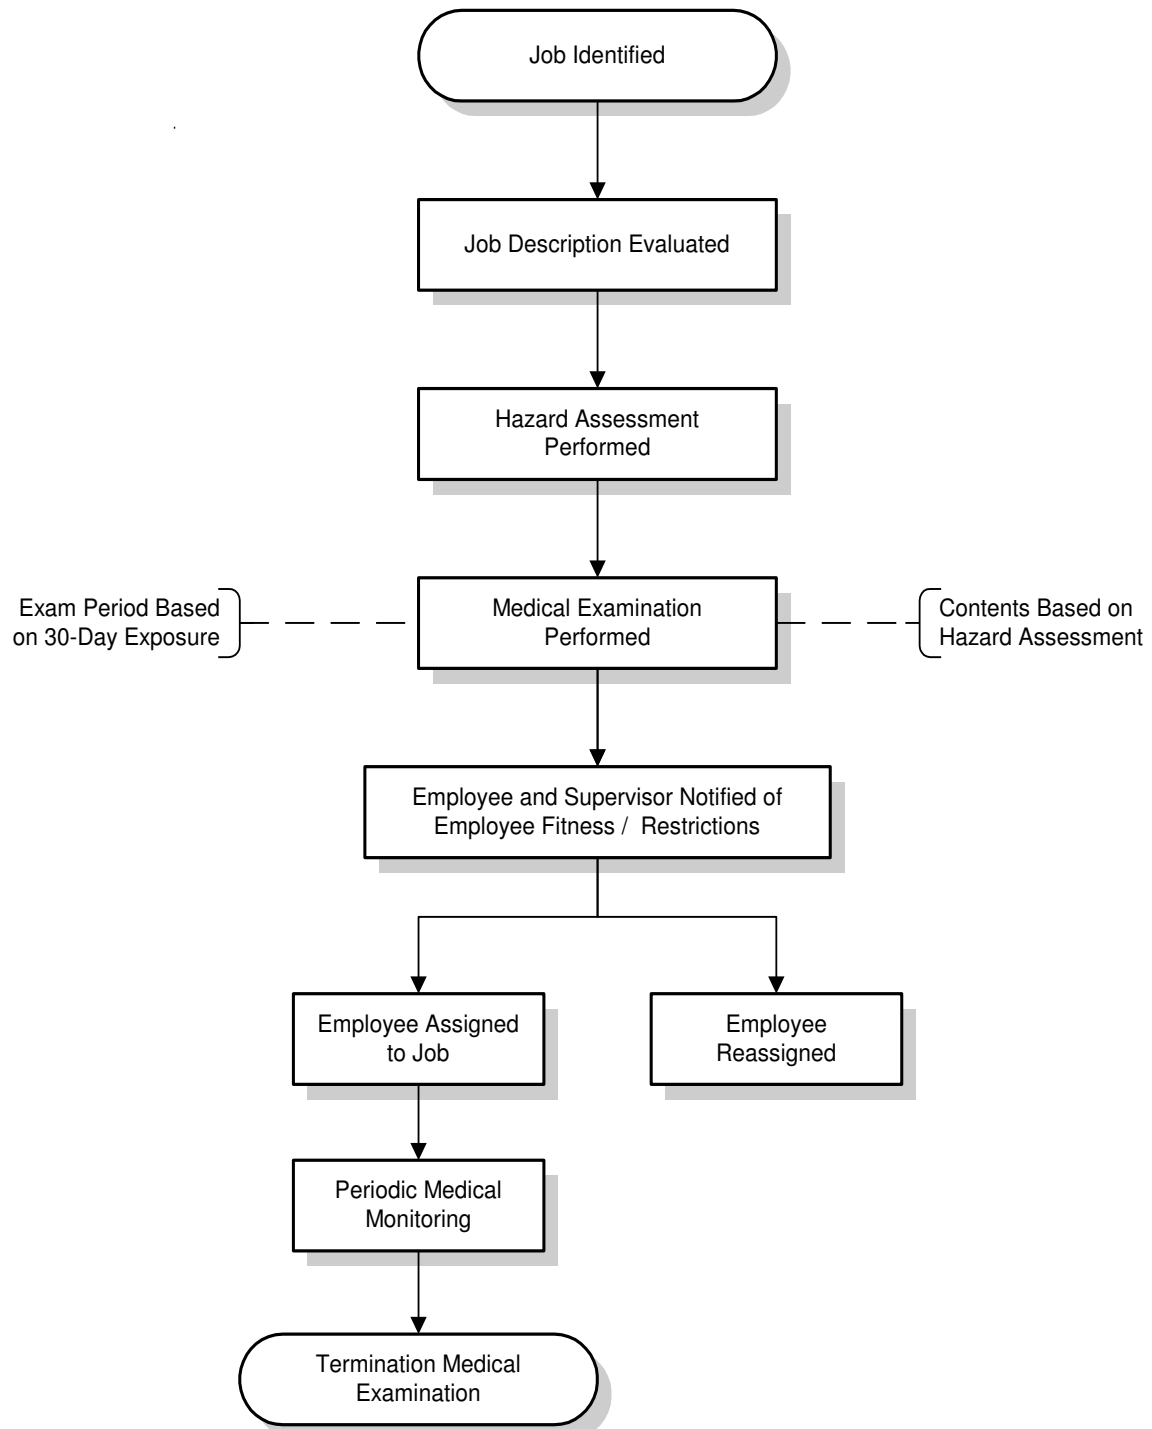 Job Identified
Job Description Evaluated
Hazard Assessment
Performed
Exam Period Based
on 30-Day Exposure
Medical Examination
Performed
Contents Based on
Hazard Assessment
Employee and Supervisor Notified of
Employee Fitness / Restrictions
Employee Assigned
to Job
Employee
Reassigned
Periodic Medical
Monitoring
Termination Medical
Examination